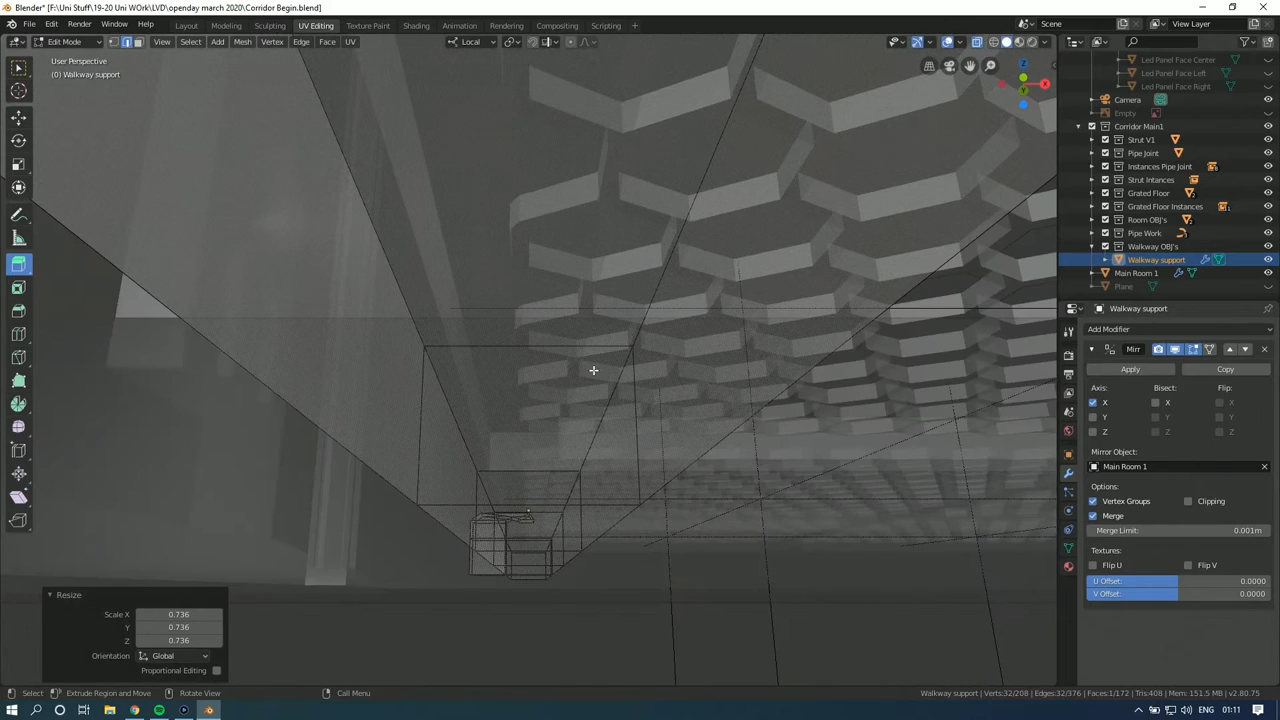 Blender* [F:\Uni Stuff\19-20 Uni WOrk\LVD\openday march 2020\Corridor Begin.blend]
File Edit Render Window Help Layout Modeling Sculpting UV Editing Texture Paint Shading Animation Rendering Compositing Scripting + Scene View Layer
Edit Mode View Select Add Mesh Vertex Edge Face UV Local
User Perspective
(0) Walkway support
Led Panel Face Center
Led Panel Face Left
Led Panel Face Right
Camera
Empty
Corridor Main1
Strut V1
Pipe Joint
Instances Pipe Joint
Strut Intances
Grated Floor
Grated Floor Instances
Room OBJ's
Pipe Work
Walkway OBJ's
Walkway support
Main Room 1
Plane
Walkway support
Add Modifier
Mirr
Apply Copy
Axis: Bisect: Flip:
X X X
Y Y Y
Z Z Z
Mirror Object:
Main Room 1
Options:
Vertex Groups Clipping
Merge
Merge Limit: 0.001m
Textures:
Flip U Flip V
U Offset: 0.0000
V Offset: 0.0000
Resize
Scale X 0.736
Y 0.736
Z 0.736
Orientation Global
Proportional Editing
Select Extrude Region and Move Rotate View Call Menu Walkway support | Verts:32/208 | Edges:32/376 | Faces:1/172 | Tris:408 | Mem: 151.5 MB | v2.80.75
ENG 01:11